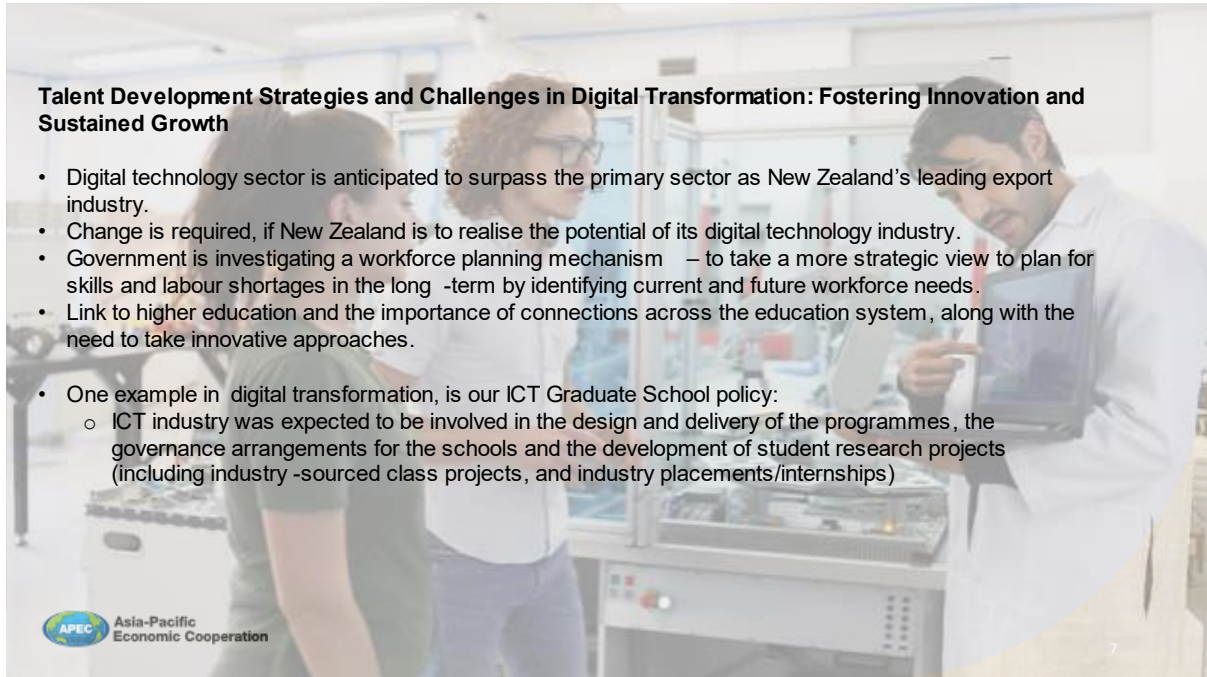 Talent Development Strategies and Challenges in Digital Transformation: Fostering Innovation and
Sustained Growth
• Digital technology sector is anticipated to surpass the primary sector as New Zealand’s leading export
industry.
• Change is required, if New Zealand is to realise the potential of its digital technology industry.
• Government is investigating a workforce planning mechanism – to take a more strategic view to plan for
skills and labour shortages in the long -term by identifying current and future workforce needs.
• Link to higher education and the importance of connections across the education system, along with the
need to take innovative approaches.
• One example in digital transformation, is our ICT Graduate School policy:
o ICT industry was expected to be involved in the design and delivery of the programmes, the
governance arrangements for the schools and the development of student research projects
(including industry -sourced class projects, and industry placements/internships)
APEC
Asia-Pacific
Economic Cooperation
7